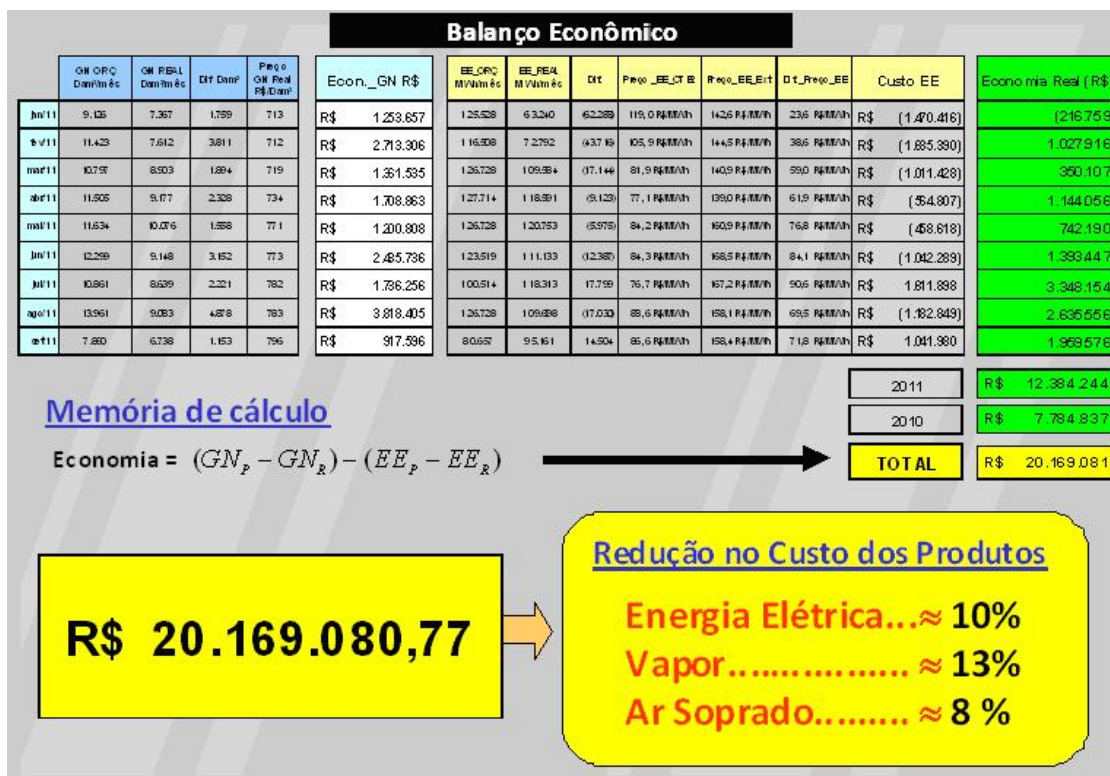 Balanço Econômico
GN ORÇ Dam³/mês GN REAL Dam³/mês Dif Dam³ Preço GN Real R$/Dam³ Econ._GN R$ EE_ORÇ MWh/mês EE_REAL MWh/mês Dif Preço_EE_CTE Preço_EE_Ext Dif_Preço_EE Custo EE Economia Real (R$
jan/11 9.126 7.367 1.759 713 R$ 1.253.657 125.528 63.240 (62.288) 119,0 R$/MWh 142,6 R$/MWh 23,6 R$/MWh R$ (1.470.416) (216.759
fev/11 11.423 7.612 3.811 712 R$ 2.713.306 116.508 72.792 (43.716) 105,9 R$/MWh 144,5 R$/MWh 38,6 R$/MWh R$ (1.685.390) 1.027.916
mar/11 10.797 8.903 1.894 719 R$ 1.361.535 126.728 109.584 (17.144) 81,9 R$/MWh 140,9 R$/MWh 59,0 R$/MWh R$ (1.011.428) 350.107
abr/11 11.505 9.177 2.328 734 R$ 1.708.863 127.714 118.591 (9.123) 77,1 R$/MWh 139,0 R$/MWh 61,9 R$/MWh R$ (564.807) 1.144.056
mai/11 11.634 10.076 1.558 771 R$ 1.200.808 126.728 120.753 (5.975) 84,2 R$/MWh 160,9 R$/MWh 76,8 R$/MWh R$ (458.618) 742.190
jun/11 12.299 9.148 3.152 773 R$ 2.435.736 123.519 111.133 (12.387) 84,3 R$/MWh 168,5 R$/MWh 84,1 R$/MWh R$ (1.042.289) 1.393.447
jul/11 10.861 8.639 2.221 782 R$ 1.736.256 100.514 118.313 17.799 76,7 R$/MWh 167,2 R$/MWh 90,6 R$/MWh R$ 1.611.898 3.348.154
ago/11 13.961 9.083 4.878 783 R$ 3.818.405 126.728 109.698 (17.030) 88,6 R$/MWh 158,1 R$/MWh 69,5 R$/MWh R$ (1.182.849) 2.635.556
set/11 7.890 6.738 1.153 796 R$ 917.596 80.657 95.161 14.504 86,6 R$/MWh 158,4 R$/MWh 71,8 R$/MWh R$ 1.041.980 1.959.576
2011 R$ 12.384.244
2010 R$ 7.784.837
TOTAL R$ 20.169.081
Memória de cálculo
Economia = (GN_P − GN_R) − (EE_P − EE_R)
R$ 20.169.080,77
Redução no Custo dos Produtos
Energia Elétrica...≈ 10%
Vapor................. ≈ 13%
Ar Soprado......... ≈ 8 %